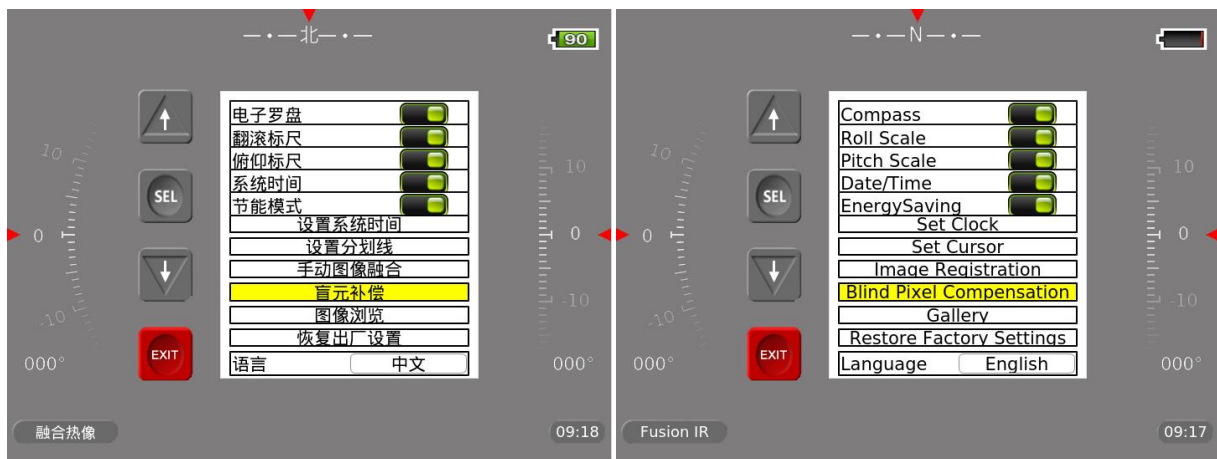 —·—北—·—
90
电子罗盘
翻滚标尺
俯仰标尺
系统时间
节能模式
设置系统时间
设置分划线
手动图像融合
盲元补偿
图像浏览
恢复出厂设置
语言 中文
SEL
EXIT
10
0
-10
000°
10
0
-10
000°
融合热像
09:18
—·—N—·—
Compass
Roll Scale
Pitch Scale
Date/Time
EnergySaving
Set Clock
Set Cursor
Image Registration
Blind Pixel Compensation
Gallery
Restore Factory Settings
Language English
SEL
EXIT
10
0
-10
000°
10
0
-10
000°
Fusion IR
09:17